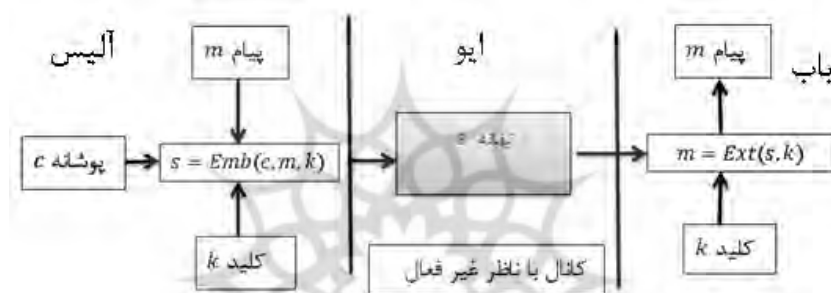 آلیس
ایو
باب
پیام m
پیام m
پوشانه c
s = Emb(c, m, k)
m = Ext(s, k)
کلید k
کلید k
کانال با ناظر غیر فعال